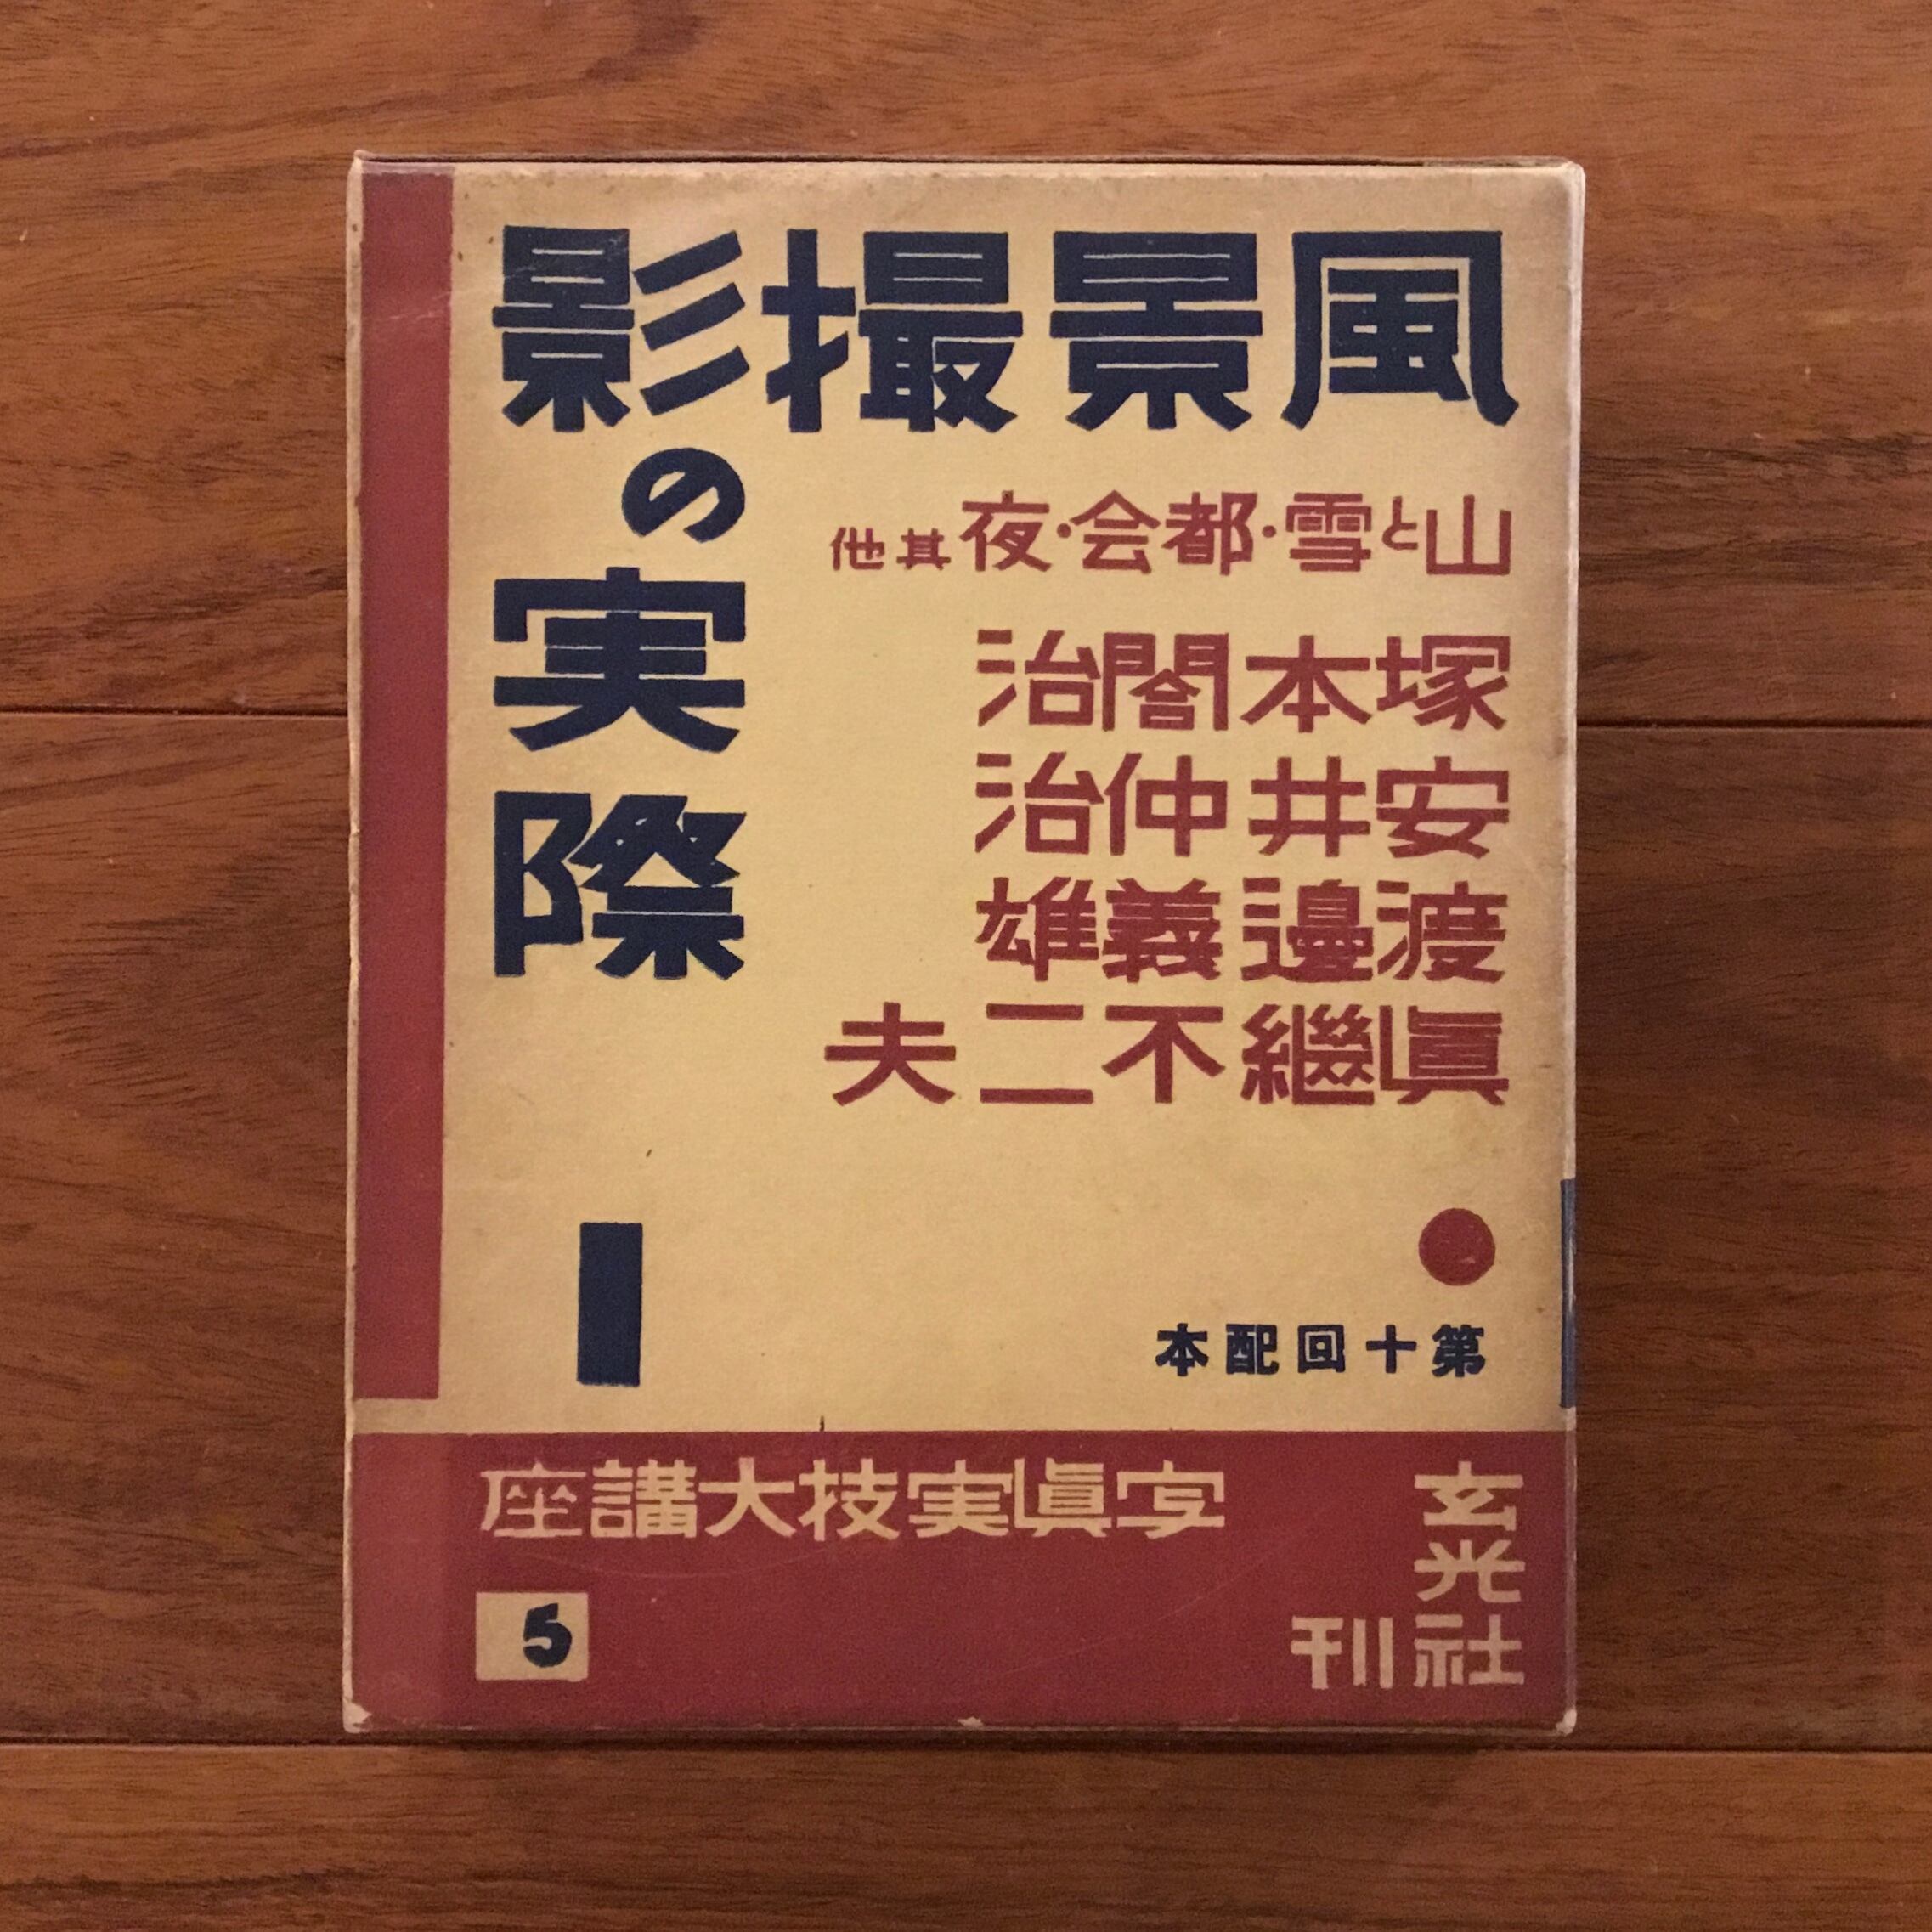 風景撮影の実際 I
山と雪・都会・夜 其他
塚本閤治
安井仲治
渡邊義雄
眞繼不二夫
第十回配本
写眞実技大講座
5
玄光社
刊